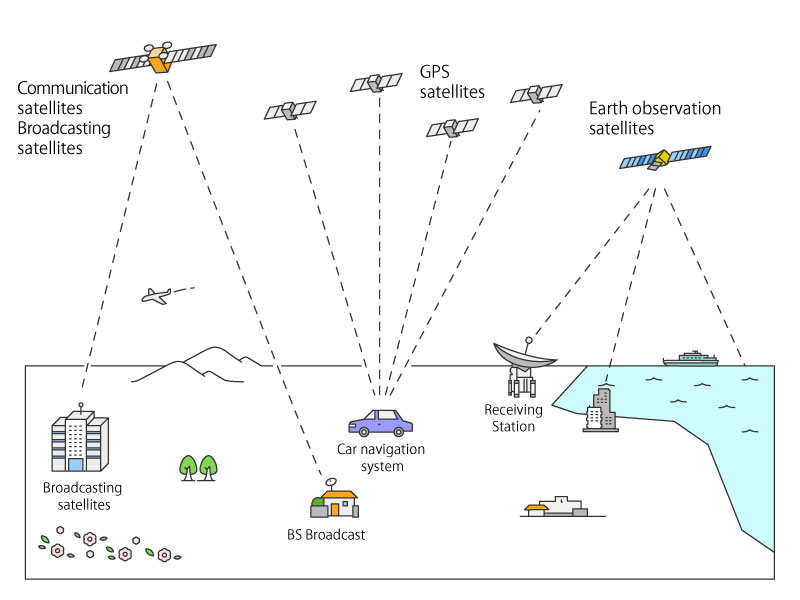 Communication
satellites
Broadcasting
satellites
GPS
satellites
Earth observation
satellites
Receiving
Station
Car navigation
system
Broadcasting
satellites
BS Broadcast